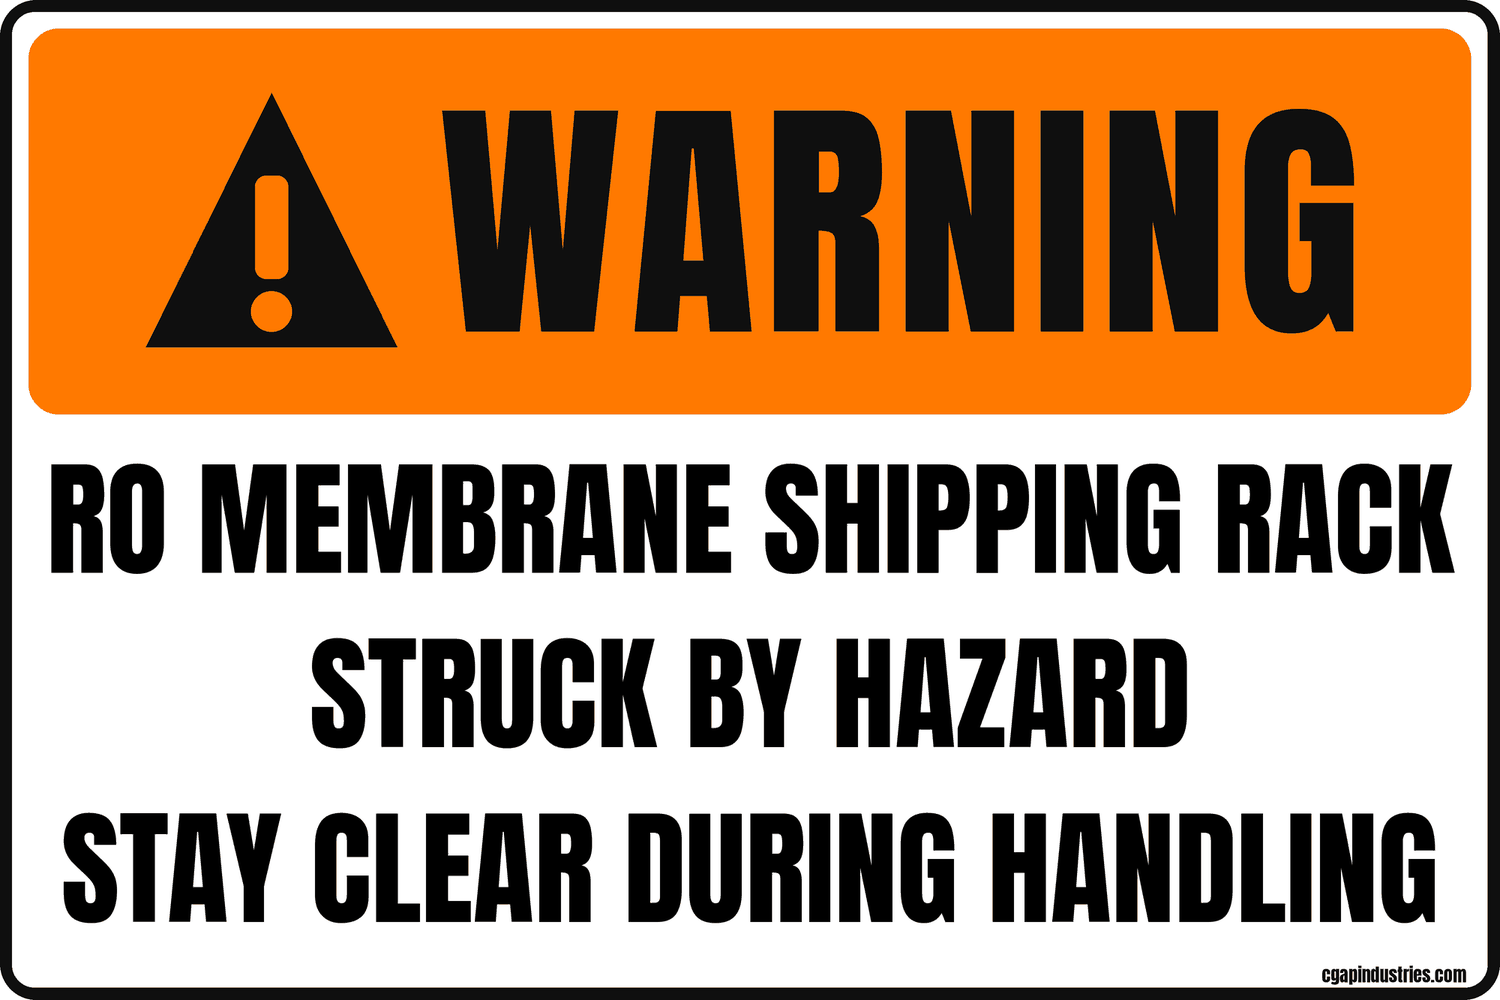 WARNING
RO MEMBRANE SHIPPING RACK
STRUCK BY HAZARD
STAY CLEAR DURING HANDLING
cgapindustries.com